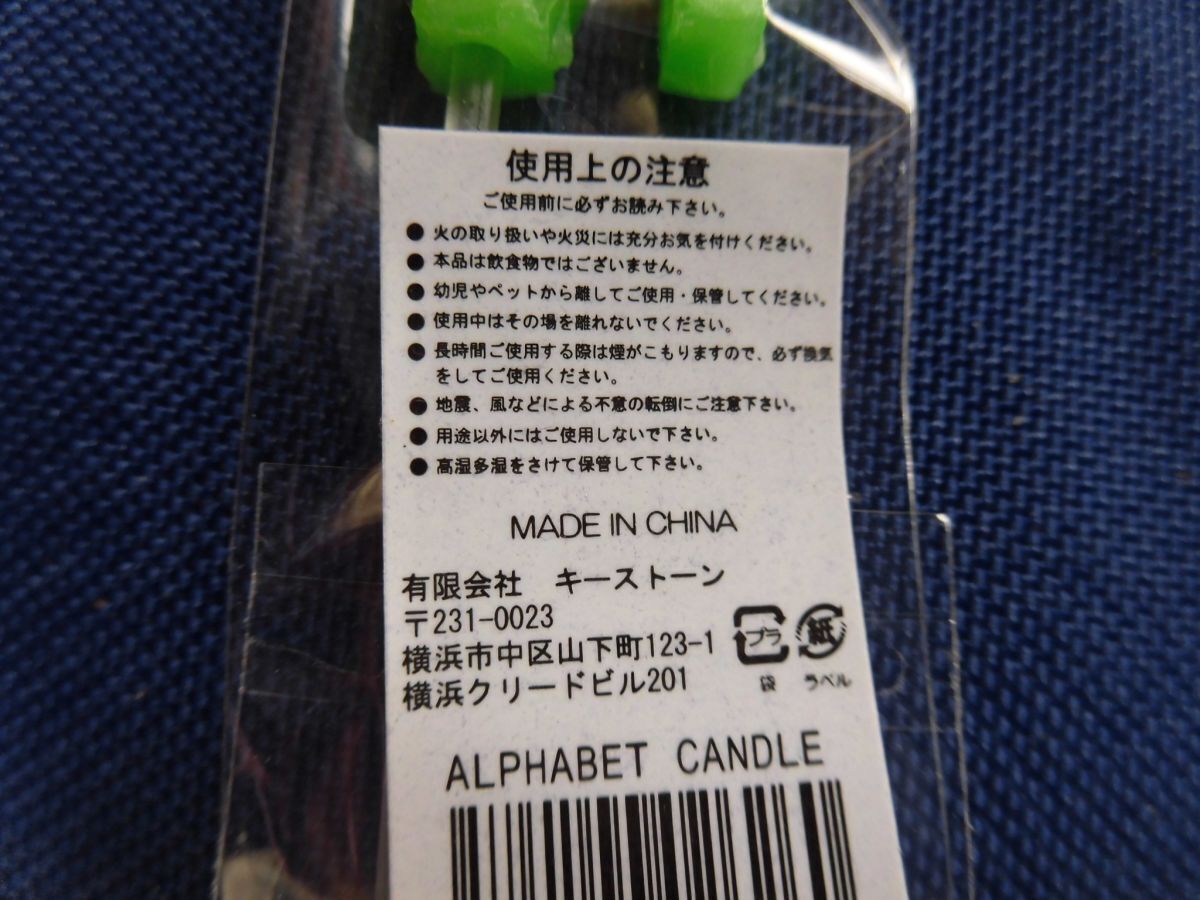 使用上の注意
ご使用前に必ずお読み下さい。
● 火の取り扱いや火災には充分お気を付けください。
● 本品は飲食物ではございません。
● 幼児やペットから離してご使用・保管してください。
● 使用中はその場を離れないでください。
● 長時間ご使用する際は煙がこもりますので、必ず換気
をしてご使用ください。
● 地震、風などによる不意の転倒にご注意下さい。
● 用途以外にはご使用しないで下さい。
● 高湿多湿をさけて保管して下さい。
MADE IN CHINA
有限会社 キーストーン
〒231-0023
横浜市中区山下町123-1
横浜クリードビル201
プラ 紙
袋 ラベル
ALPHABET CANDLE